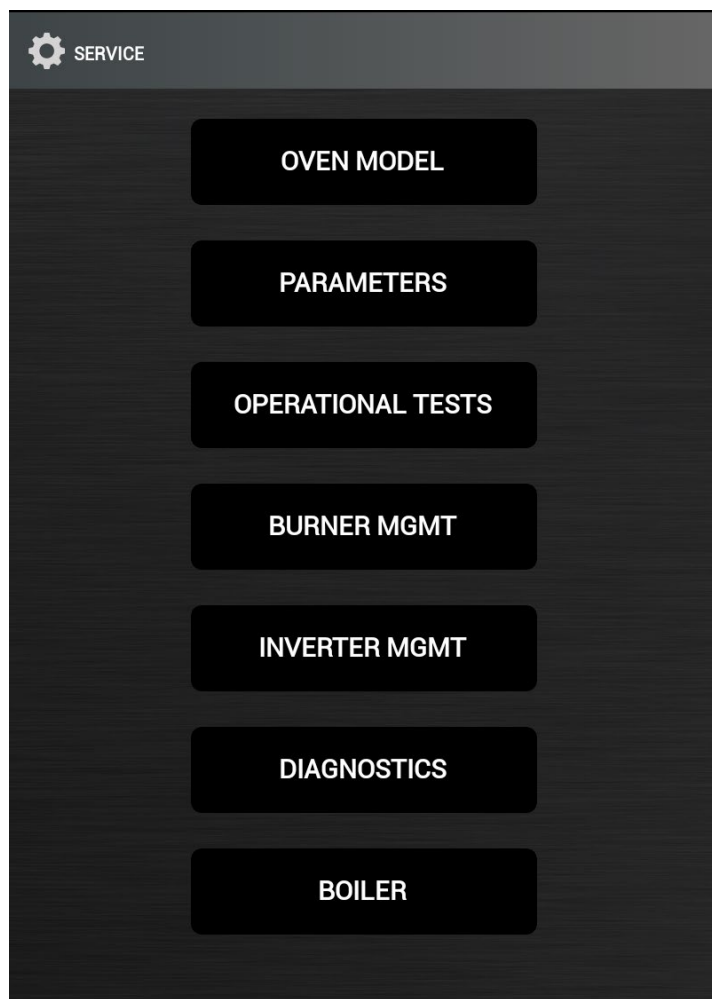 SERVICE
OVEN MODEL
PARAMETERS
OPERATIONAL TESTS
BURNER MGMT
INVERTER MGMT
DIAGNOSTICS
BOILER